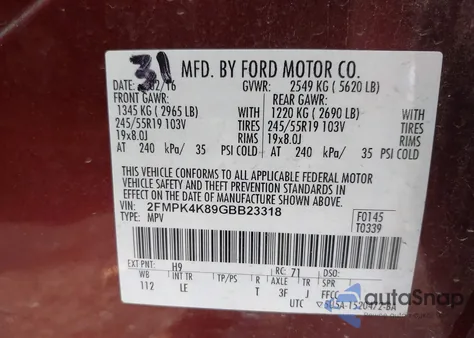 31
MFD. BY FORD MOTOR CO.
DATE: 02/16 GVWR: 2549 KG (5620 LB)
FRONT GAWR: REAR GAWR:
1345 KG (2965 LB) WITH 1220 KG (2690 LB) WITH
245/55R19 103V TIRES 245/55R19 103V TIRES
19x8.0J RIMS 19x8.0J RIMS
AT 240 kPa/ 35 PSI COLD AT 240 kPa/ 35 PSI COLD
THIS VEHICLE CONFORMS TO ALL APPLICABLE FEDERAL MOTOR
VEHICLE SAFETY AND THEFT PREVENTION STANDARDS IN
EFFECT ON THE DATE OF MANUFACTURE SHOWN ABOVE.
VIN: 2FMPK4K89GBB23318
TYPE: MPV
F0145
T0339
EXT PNT: H9 RC: 71 DSO:
WB INT TR TP/PS R AXLE TR SPR
112 LE T 3F J FFCC
UTC
autoSnap